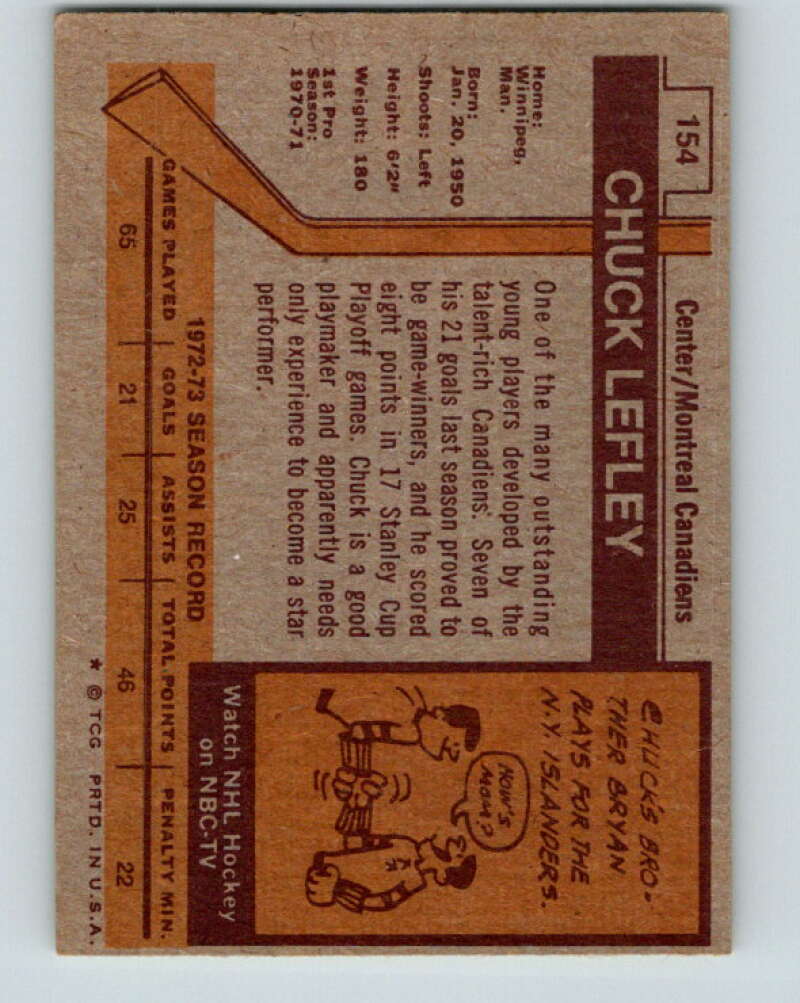 154
Center/Montreal Canadiens
CHUCK LEFLEY
Home:
Winnipeg,
Man.
Born:
Jan. 20, 1950
Shoots: Left
Height: 6'2"
Weight: 180
1st Pro
Season:
1970-71
One of the many outstanding
young players developed by the
talent-rich Canadiens. Seven of
his 21 goals last season proved to
be game-winners, and he scored
eight points in 17 Stanley Cup
Playoff games. Chuck is a good
playmaker and apparently needs
only experience to become a star
performer.
CHUCK'S BRO-
THER BRYAN
PLAYS FOR THE
N.Y. ISLANDERS.
HOW'S
MOM?
Watch NHL Hockey
on NBC-TV
1972-73 SEASON RECORD
GAMES PLAYED | GOALS | ASSISTS | TOTAL POINTS | PENALTY MIN.
65 21 25 46 22
* © TCG PRTD. IN U.S.A.